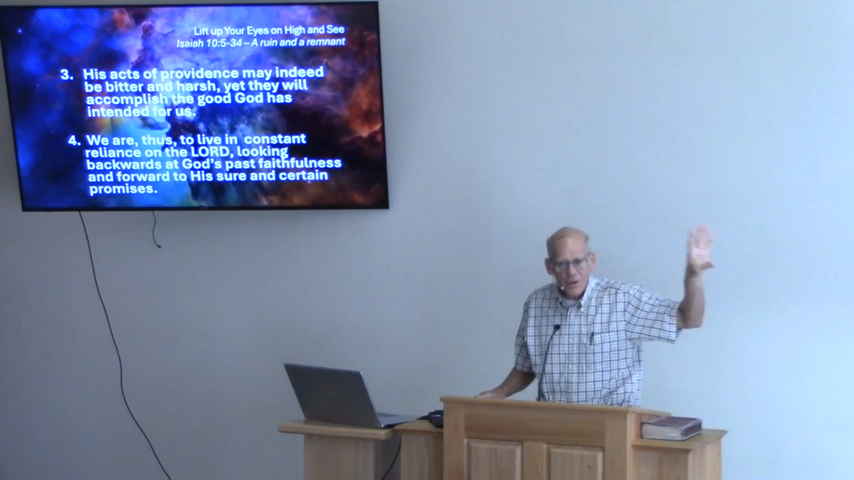 Lift up Your Eyes on High and See
Isaiah 10:5-34 – A ruin and a remnant
3. His acts of providence may indeed
be bitter and harsh, yet they will
accomplish the good God has
intended for us.
4. We are, thus, to live in constant
reliance on the LORD, looking
backwards at God's past faithfulness
and forward to His sure and certain
promises.